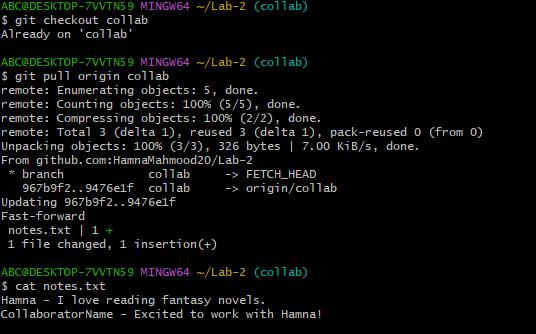 ABC@DESKTOP-7VVTN59 MINGW64 ~/Lab-2 (collab)
$ git checkout collab
Already on 'collab'
ABC@DESKTOP-7VVTN59 MINGW64 ~/Lab-2 (collab)
$ git pull origin collab
remote: Enumerating objects: 5, done.
remote: Counting objects: 100% (5/5), done.
remote: Compressing objects: 100% (2/2), done.
remote: Total 3 (delta 1), reused 3 (delta 1), pack-reused 0 (from 0)
Unpacking objects: 100% (3/3), 326 bytes | 7.00 KiB/s, done.
From github.com:HamnaMahmood20/Lab-2
 * branch            collab     -> FETCH_HEAD
   967b9f2..9476e1f  collab     -> origin/collab
Updating 967b9f2..9476e1f
Fast-forward
 notes.txt | 1 +
 1 file changed, 1 insertion(+)
ABC@DESKTOP-7VVTN59 MINGW64 ~/Lab-2 (collab)
$ cat notes.txt
Hamna - I love reading fantasy novels.
CollaboratorName - Excited to work with Hamna!